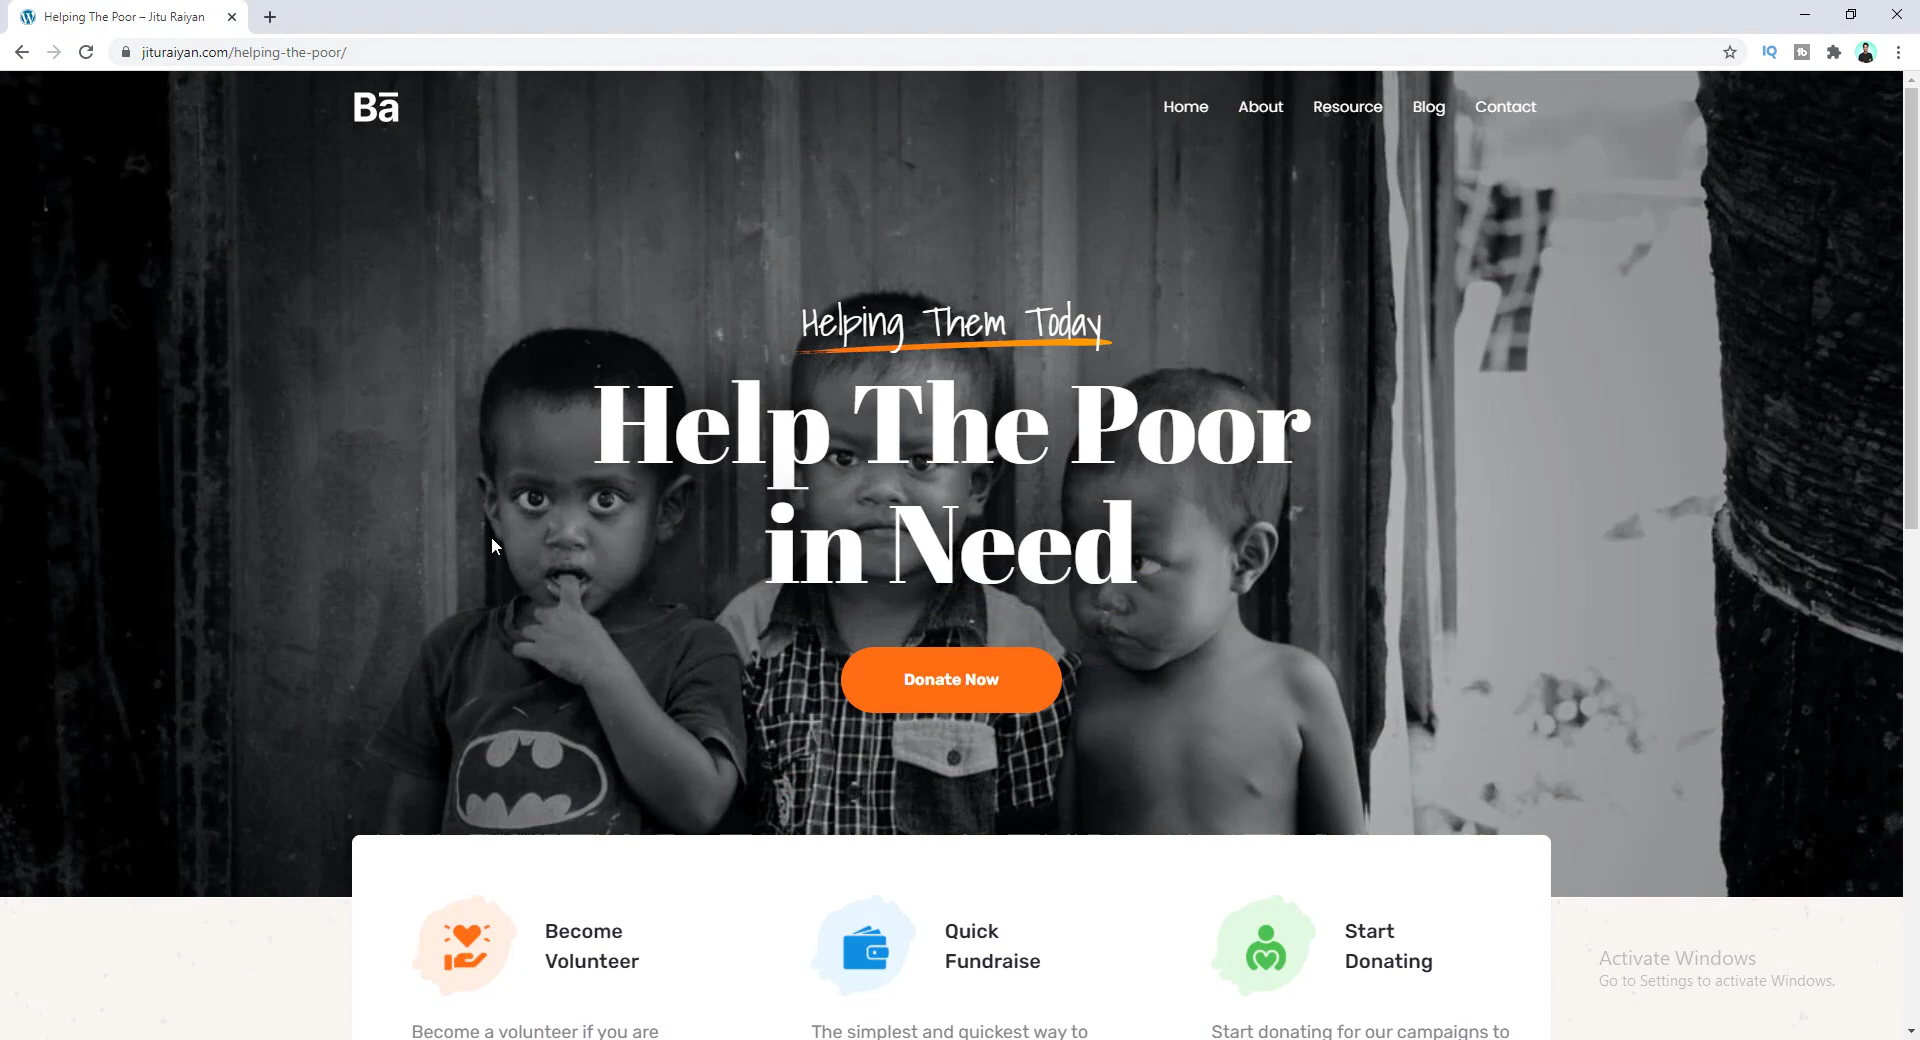 Helping The Poor – Jitu Raiyan
jituraiyan.com/helping-the-poor/
IQ
tb
Bā
Home About Resource Blog Contact
Helping Them Today
Help The Poor
in Need
Donate Now
Become
Volunteer
Quick
Fundraise
Start
Donating
Become a volunteer if you are
The simplest and quickest way to
Start donating for our campaigns to
Activate Windows
Go to Settings to activate Windows.